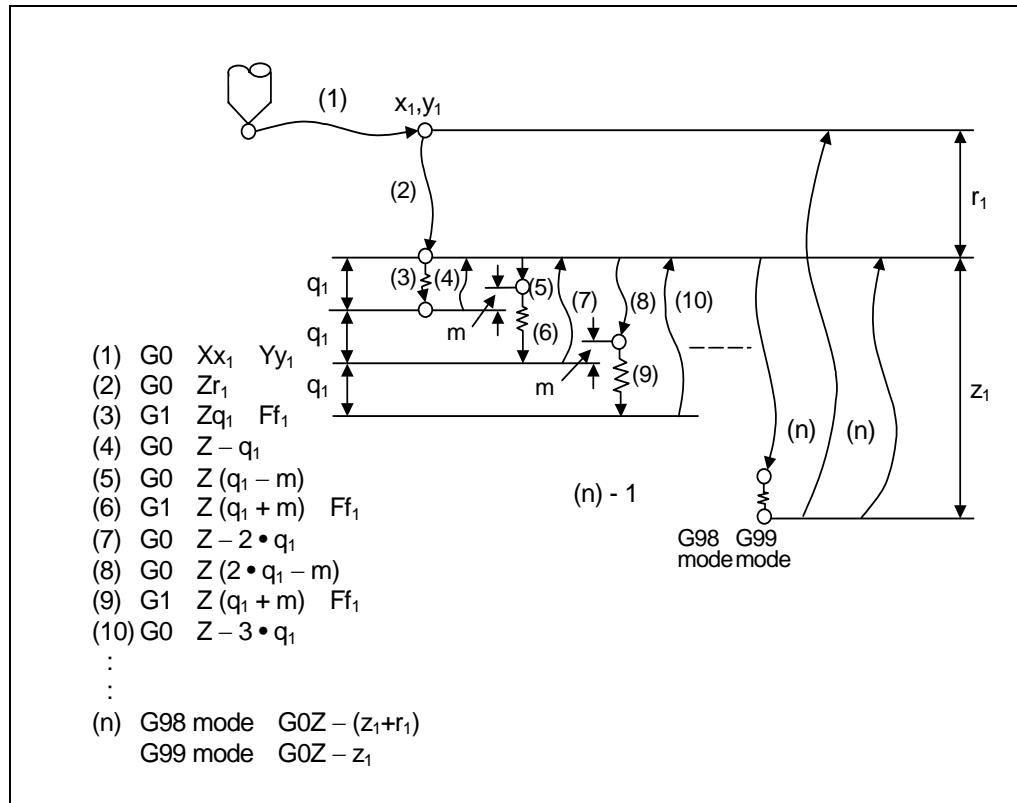 (1)
x₁,y₁
(2)
r₁
q₁
(3)
(4)
(5)
m
(6)
(7)
(8)
(10)
q₁
m
(9)
q₁
z₁
(n)
(n)
(n) - 1
G98 G99
mode mode
(1) G0 Xx₁ Yy₁
(2) G0 Zr₁
(3) G1 Zq₁ Ff₁
(4) G0 Z – q₁
(5) G0 Z (q₁ – m)
(6) G1 Z (q₁ + m) Ff₁
(7) G0 Z – 2 • q₁
(8) G0 Z (2 • q₁ – m)
(9) G1 Z (q₁ + m) Ff₁
(10) G0 Z – 3 • q₁
:
:
(n) G98 mode G0Z – (z₁+r₁)
G99 mode G0Z – z₁